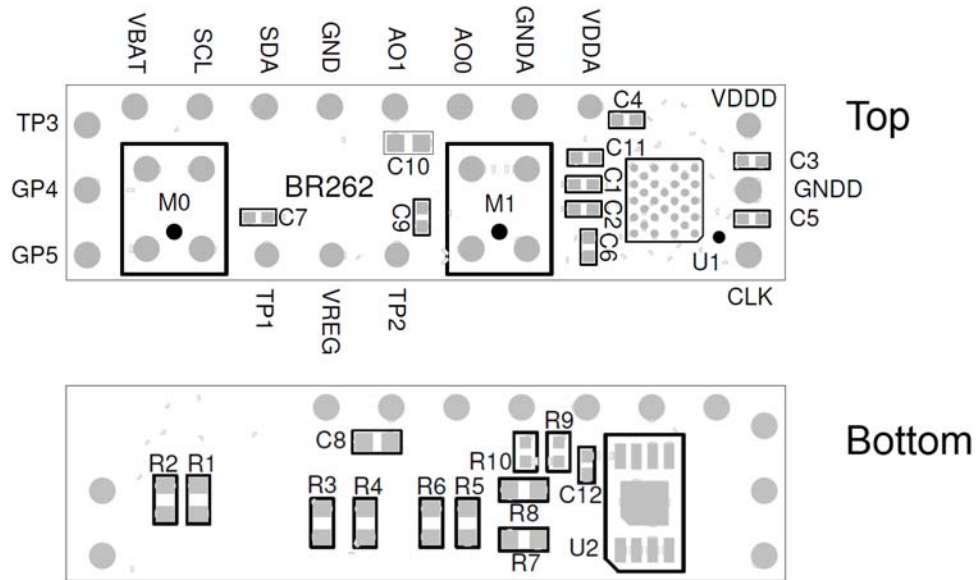 VBAT SCL SDA GND AO1 AO0 GNDA VDDA
C4 VDDD Top
TP3
C10 C11 C3
GP4 M0 BR262 M1 C1 GNDD
C7 C9 C2 C5
GP5 C6 U1
TP1 VREG TP2 CLK
Bottom
C8 R9
R2 R1 R10
R3 R4 R6 R5 C12
R8
U2
R7